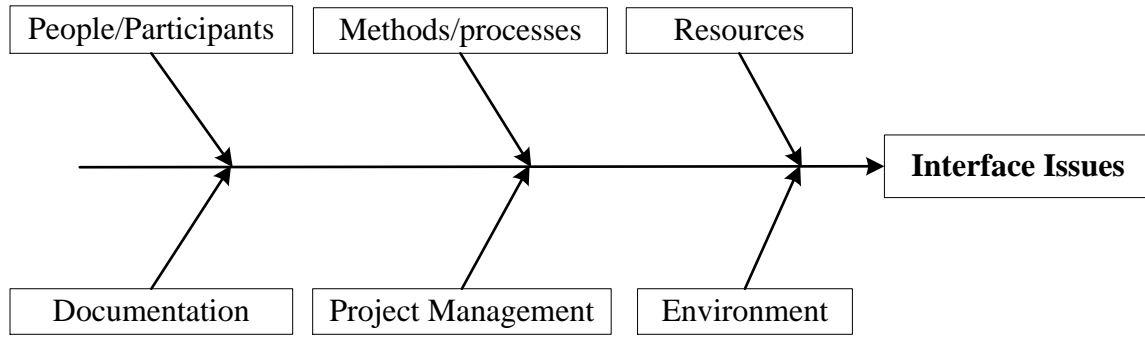 People/Participants
Methods/processes
Resources
Interface Issues
Documentation
Project Management
Environment